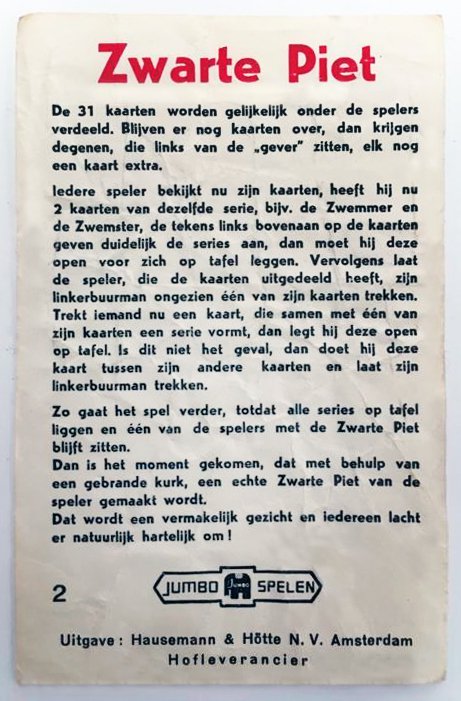 Zwarte Piet
De 31 kaarten worden gelijkelijk onder de spelers
verdeeld. Blijven er nog kaarten over, dan krijgen
degenen, die links van de „gever” zitten, elk nog
een kaart extra.
Iedere speler bekijkt nu zijn kaarten, heeft hij nu
2 kaarten van dezelfde serie, bijv. de Zwemmer en
de Zwemster, de tekens links bovenaan op de kaarten
geven duidelijk de series aan, dan moet hij deze
open voor zich op tafel leggen. Vervolgens laat
de speler, die de kaarten uitgedeeld heeft, zijn
linkerbuurman ongezien één van zijn kaarten trekken.
Trekt iemand nu een kaart, die samen met één van
zijn kaarten een serie vormt, dan legt hij deze open
op tafel. Is dit niet het geval, dan doet hij deze
kaart tussen zijn andere kaarten en laat zijn
linkerbuurman trekken.
Zo gaat het spel verder, totdat alle series op tafel
liggen en één van de spelers met de Zwarte Piet
blijft zitten.
Dan is het moment gekomen, dat met behulp van
een gebrande kurk, een echte Zwarte Piet van de
speler gemaakt wordt.
Dat wordt een vermakelijk gezicht en iedereen lacht
er natuurlijk hartelijk om!
2
JUMBO JUMBO SPELEN
Uitgave: Hausemann & Hötte N. V. Amsterdam
Hofleverancier